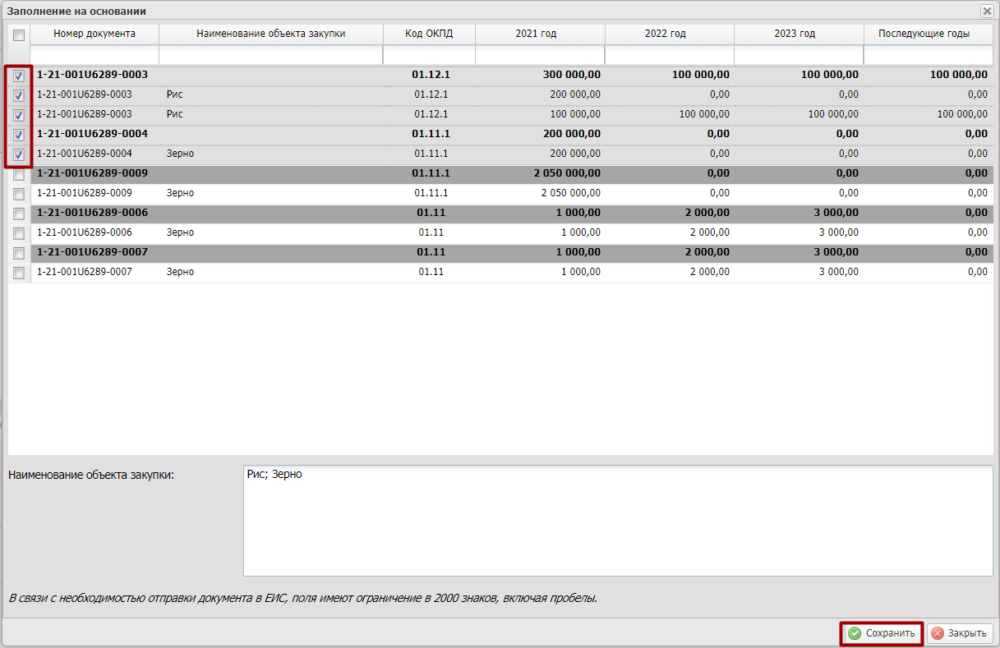 Заполнение на основании
Номер документа Наименование объекта закупки Код ОКПД 2021 год 2022 год 2023 год Последующие годы
1-21-001U6289-0003 01.12.1 300 000,00 100 000,00 100 000,00 100 000,00
1-21-001U6289-0003 Рис 01.12.1 200 000,00 0,00 0,00 0,00
1-21-001U6289-0003 Рис 01.12.1 100 000,00 100 000,00 100 000,00 100 000,00
1-21-001U6289-0004 01.11.1 200 000,00 0,00 0,00 0,00
1-21-001U6289-0004 Зерно 01.11.1 200 000,00 0,00 0,00 0,00
1-21-001U6289-0009 01.11.1 2 050 000,00 0,00 0,00 0,00
1-21-001U6289-0009 Зерно 01.11.1 2 050 000,00 0,00 0,00 0,00
1-21-001U6289-0006 01.11 1 000,00 2 000,00 3 000,00 0,00
1-21-001U6289-0006 Зерно 01.11 1 000,00 2 000,00 3 000,00 0,00
1-21-001U6289-0007 01.11 1 000,00 2 000,00 3 000,00 0,00
1-21-001U6289-0007 Зерно 01.11 1 000,00 2 000,00 3 000,00 0,00
Наименование объекта закупки: Рис; Зерно
В связи с необходимостью отправки документа в ЕИС, поля имеют ограничение в 2000 знаков, включая пробелы.
Сохранить Закрыть